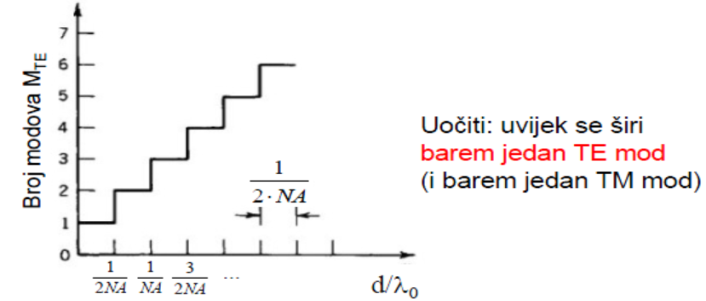 Broj modova M_TE
7
6
5
4
3
2
1
0
1/(2·NA)
1/2NA 1/NA 3/2NA ...
d/λ₀
Uočiti: uvijek se širi
barem jedan TE mod
(i barem jedan TM mod)